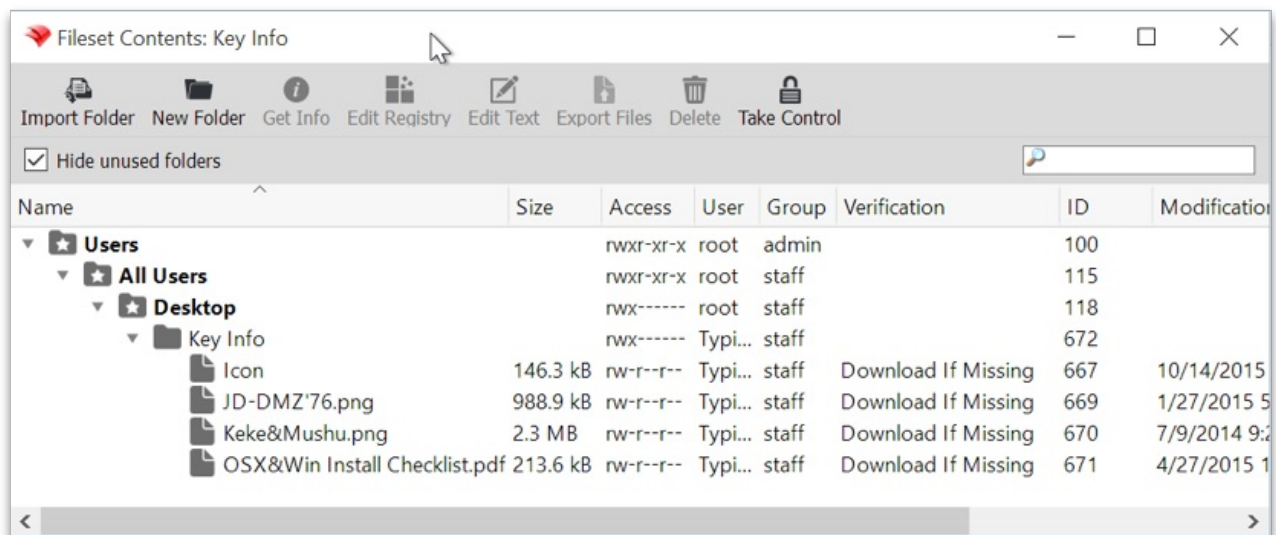 Fileset Contents: Key Info
Import Folder New Folder Get Info Edit Registry Edit Text Export Files Delete Take Control
Hide unused folders
Name Size Access User Group Verification ID Modification
Users rwxr-xr-x root admin 100
All Users rwxr-xr-x root staff 115
Desktop rwx------ root staff 118
Key Info rwx------ Typi... staff 672
Icon 146.3 kB rw-r--r-- Typi... staff Download If Missing 667 10/14/2015
JD-DMZ'76.png 988.9 kB rw-r--r-- Typi... staff Download If Missing 669 1/27/2015 5
Keke&Mushu.png 2.3 MB rw-r--r-- Typi... staff Download If Missing 670 7/9/2014 9:2
OSX&Win Install Checklist.pdf 213.6 kB rw-r--r-- Typi... staff Download If Missing 671 4/27/2015 1